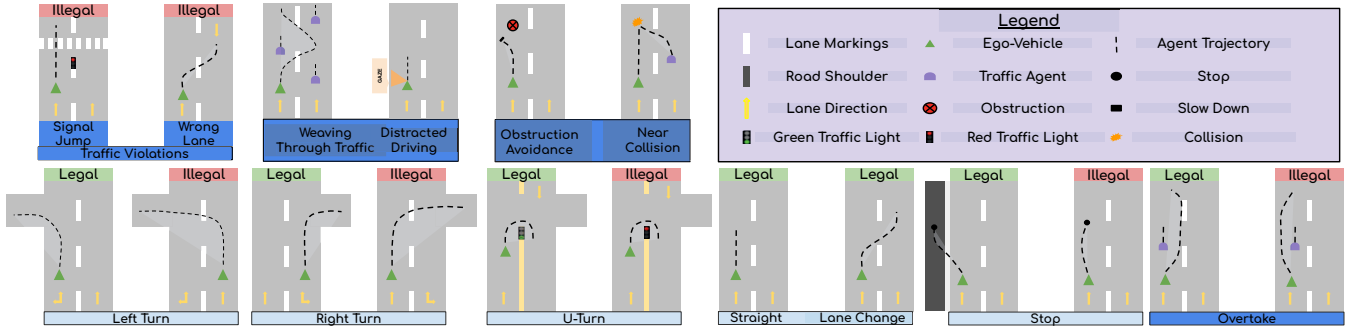 Illegal
Illegal
Signal
Jump
Wrong
Lane
Traffic Violations
GAZE
Weaving
Through Traffic
Distracted
Driving
Obstruction
Avoidance
Near
Collision
Legend
Lane Markings
Ego-Vehicle
Agent Trajectory
Road Shoulder
Traffic Agent
Stop
Lane Direction
Obstruction
Slow Down
Green Traffic Light
Red Traffic Light
Collision
Legal
Illegal
Legal
Illegal
Legal
Illegal
Legal
Legal
Legal
Illegal
Legal
Illegal
Left Turn
Right Turn
U-Turn
Straight
Lane Change
Stop
Overtake